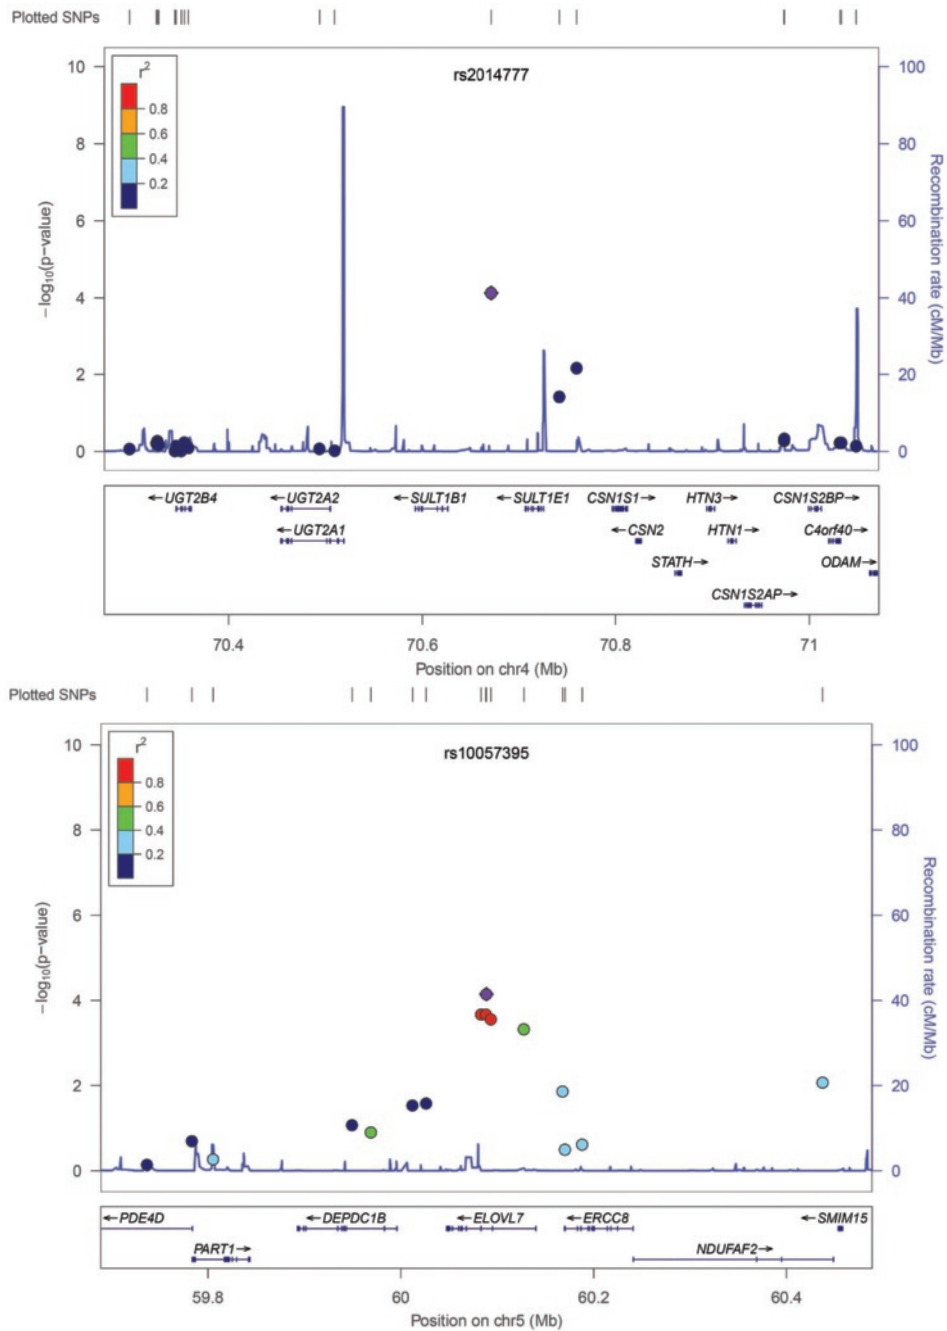 Plotted SNPs
rs2014777
r2
0.8
0.6
0.4
0.2
10
8
6
4
2
0
−log10(p−value)
100
80
60
40
20
0
Recombination rate (cM/Mb)
←UGT2B4
←UGT2A2
←SULT1B1
←SULT1E1
CSN1S1→
HTN3→
CSN1S2BP→
←UGT2A1
←CSN2
HTN1→
C4orf40→
STATH→
ODAM→
CSN1S2AP→
70.4
70.6
70.8
71
Position on chr4 (Mb)
Plotted SNPs
rs10057395
r2
0.8
0.6
0.4
0.2
10
8
6
4
2
0
−log10(p−value)
100
80
60
40
20
0
Recombination rate (cM/Mb)
←PDE4D
←DEPDC1B
←ELOVL7
←ERCC8
←SMIM15
PART1→
NDUFAF2→
59.8
60
60.2
60.4
Position on chr5 (Mb)